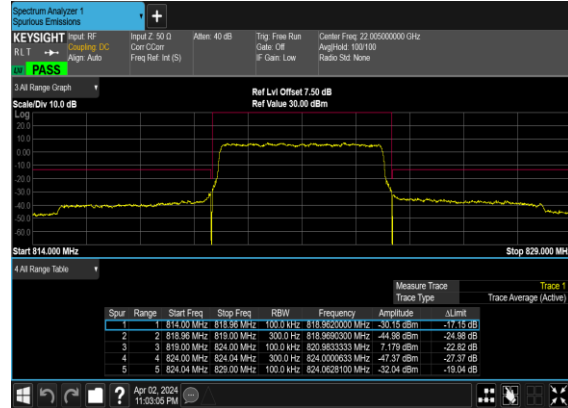 Spectrum Analyzer 1
Spurious Emissions
KEYSIGHT Input: RF Input Z: 50 Ω Atten: 40 dB Trig: Free Run Center Freq: 22.005000000 GHz
RLT Coupling: DC Corr CCorr Gate: Off Avg|Hold: 100/100
Align: Auto Freq Ref: Int (S) IF Gain: Low Radio Std: None
PASS
3 All Range Graph
Ref Lvl Offset 7.50 dB
Scale/Div 10.0 dB Ref Value 30.00 dBm
Log
20.0
10.0
0.00
-10.0
-20.0
-30.0
-40.0
-50.0
-60.0
Start 814.000 MHz Stop 829.000 MH
4 All Range Table
Measure Trace Trace 1
Trace Type Trace Average (Active)
Spur Range Start Freq Stop Freq RBW Frequency Amplitude ΔLimit
1 1 814.00 MHz 818.96 MHz 100.0 kHz 818.9620000 MHz -30.15 dBm -17.15 dB
2 2 818.96 MHz 819.00 MHz 300.0 Hz 818.9690300 MHz -44.98 dBm -24.98 dB
3 3 819.00 MHz 824.00 MHz 100.0 kHz 820.9833333 MHz 7.179 dBm -22.82 dB
4 4 824.00 MHz 824.04 MHz 300.0 Hz 824.0000633 MHz -47.37 dBm -27.37 dB
5 5 824.04 MHz 829.00 MHz 100.0 kHz 824.0628100 MHz -32.04 dBm -19.04 dB
Apr 02, 2024
11:03:05 PM